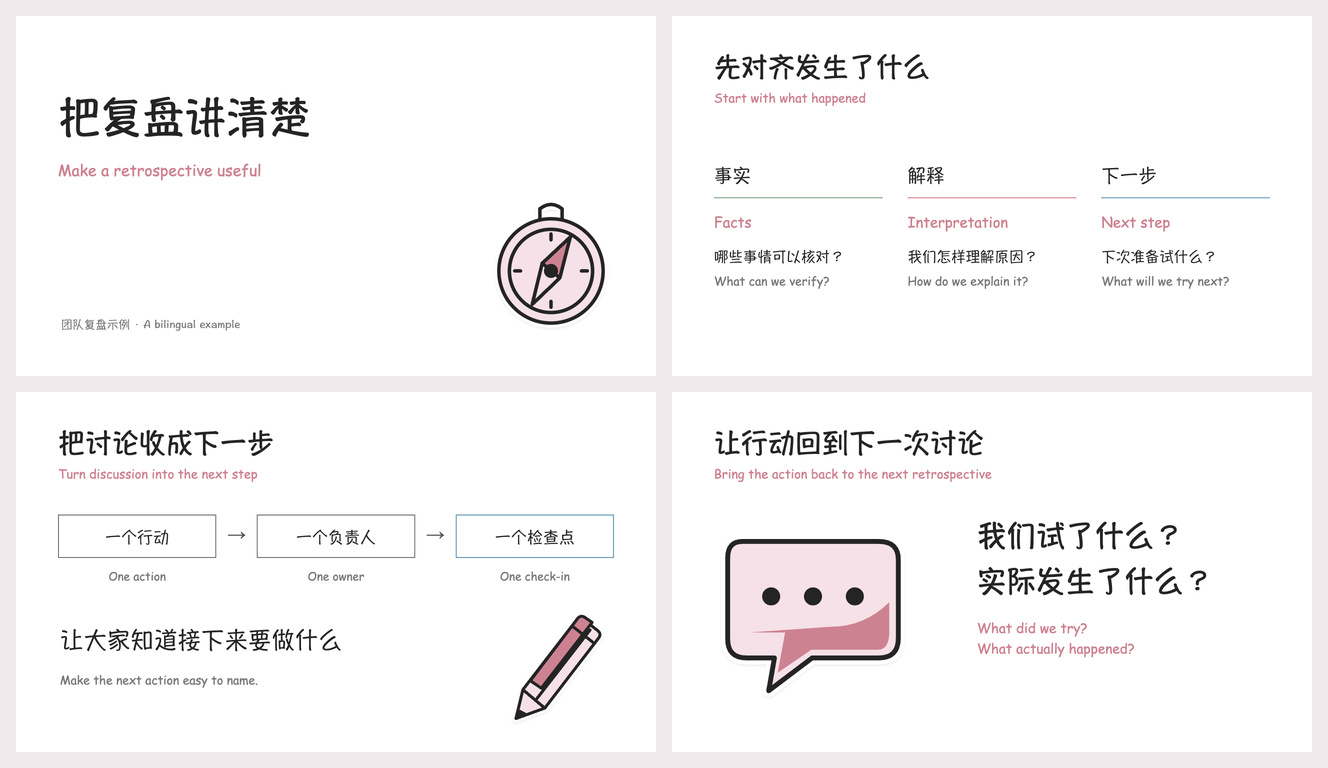 把复盘讲清楚
Make a retrospective useful
团队复盘示例 · A bilingual example
先对齐发生了什么
Start with what happened
事实
Facts
哪些事情可以核对？
What can we verify?
解释
Interpretation
我们怎样理解原因？
How do we explain it?
下一步
Next step
下次准备试什么？
What will we try next?
把讨论收成下一步
Turn discussion into the next step
一个行动 → 一个负责人 → 一个检查点
One action One owner One check-in
让大家知道接下来要做什么
Make the next action easy to name.
让行动回到下一次讨论
Bring the action back to the next retrospective
我们试了什么？
实际发生了什么？
What did we try?
What actually happened?